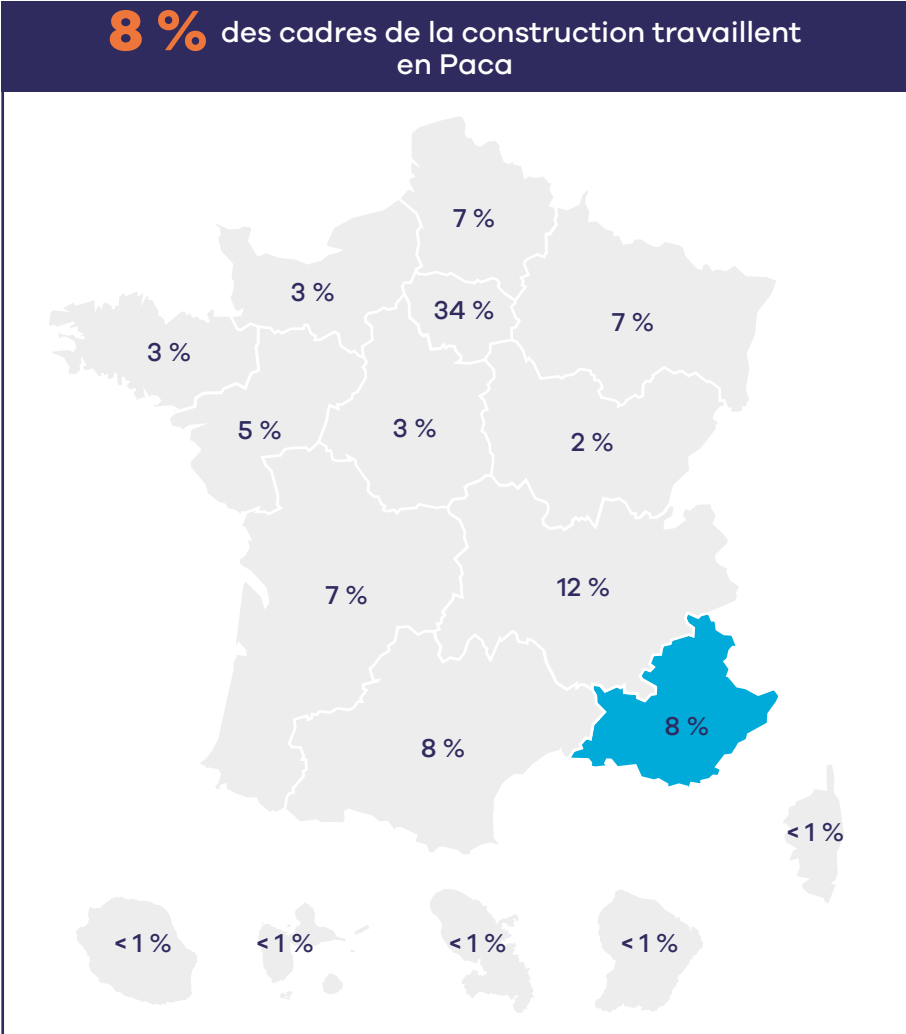 8 % des cadres de la construction travaillent
en Paca
7 %
3 %
34 %
7 %
3 %
5 %
3 %
2 %
7 %
12 %
8 %
8 %
< 1 %
< 1 %
< 1 %
< 1 %
< 1 %